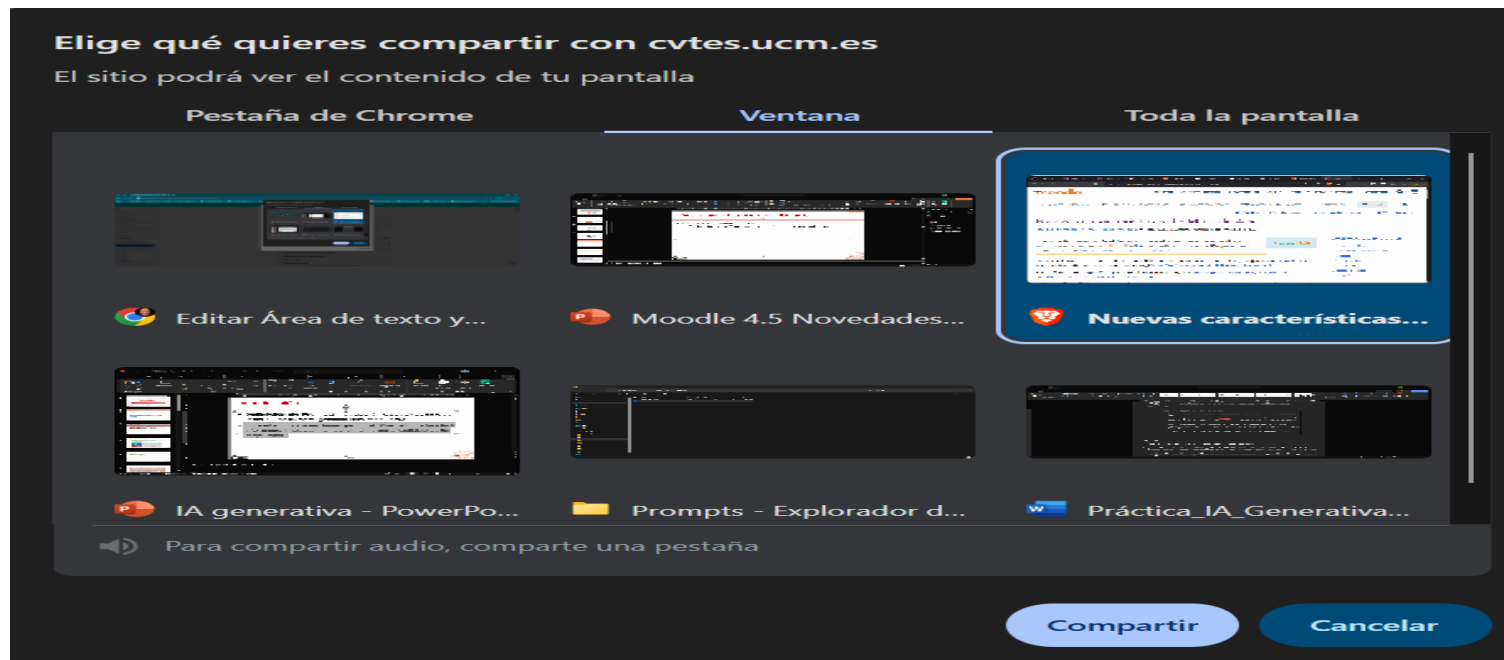 Elige qué quieres compartir con cvtes.ucm.es
El sitio podrá ver el contenido de tu pantalla
Pestaña de Chrome
Ventana
Toda la pantalla
Editar Área de texto y...
Moodle 4.5 Novedades...
Nuevas características...
IA generativa - PowerPo...
Prompts - Explorador d...
Práctica_IA_Generativa...
Para compartir audio, comparte una pestaña
Compartir
Cancelar